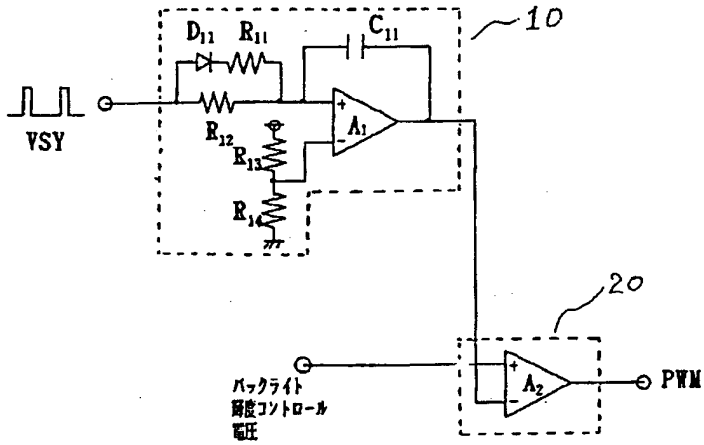 10
D₁₁ R₁₁ C₁₁
VSY
R₁₂
A₁
+
-
R₁₃
R₁₄
20
バックライト
輝度コントロール
電圧
+
-
A₂
PWM